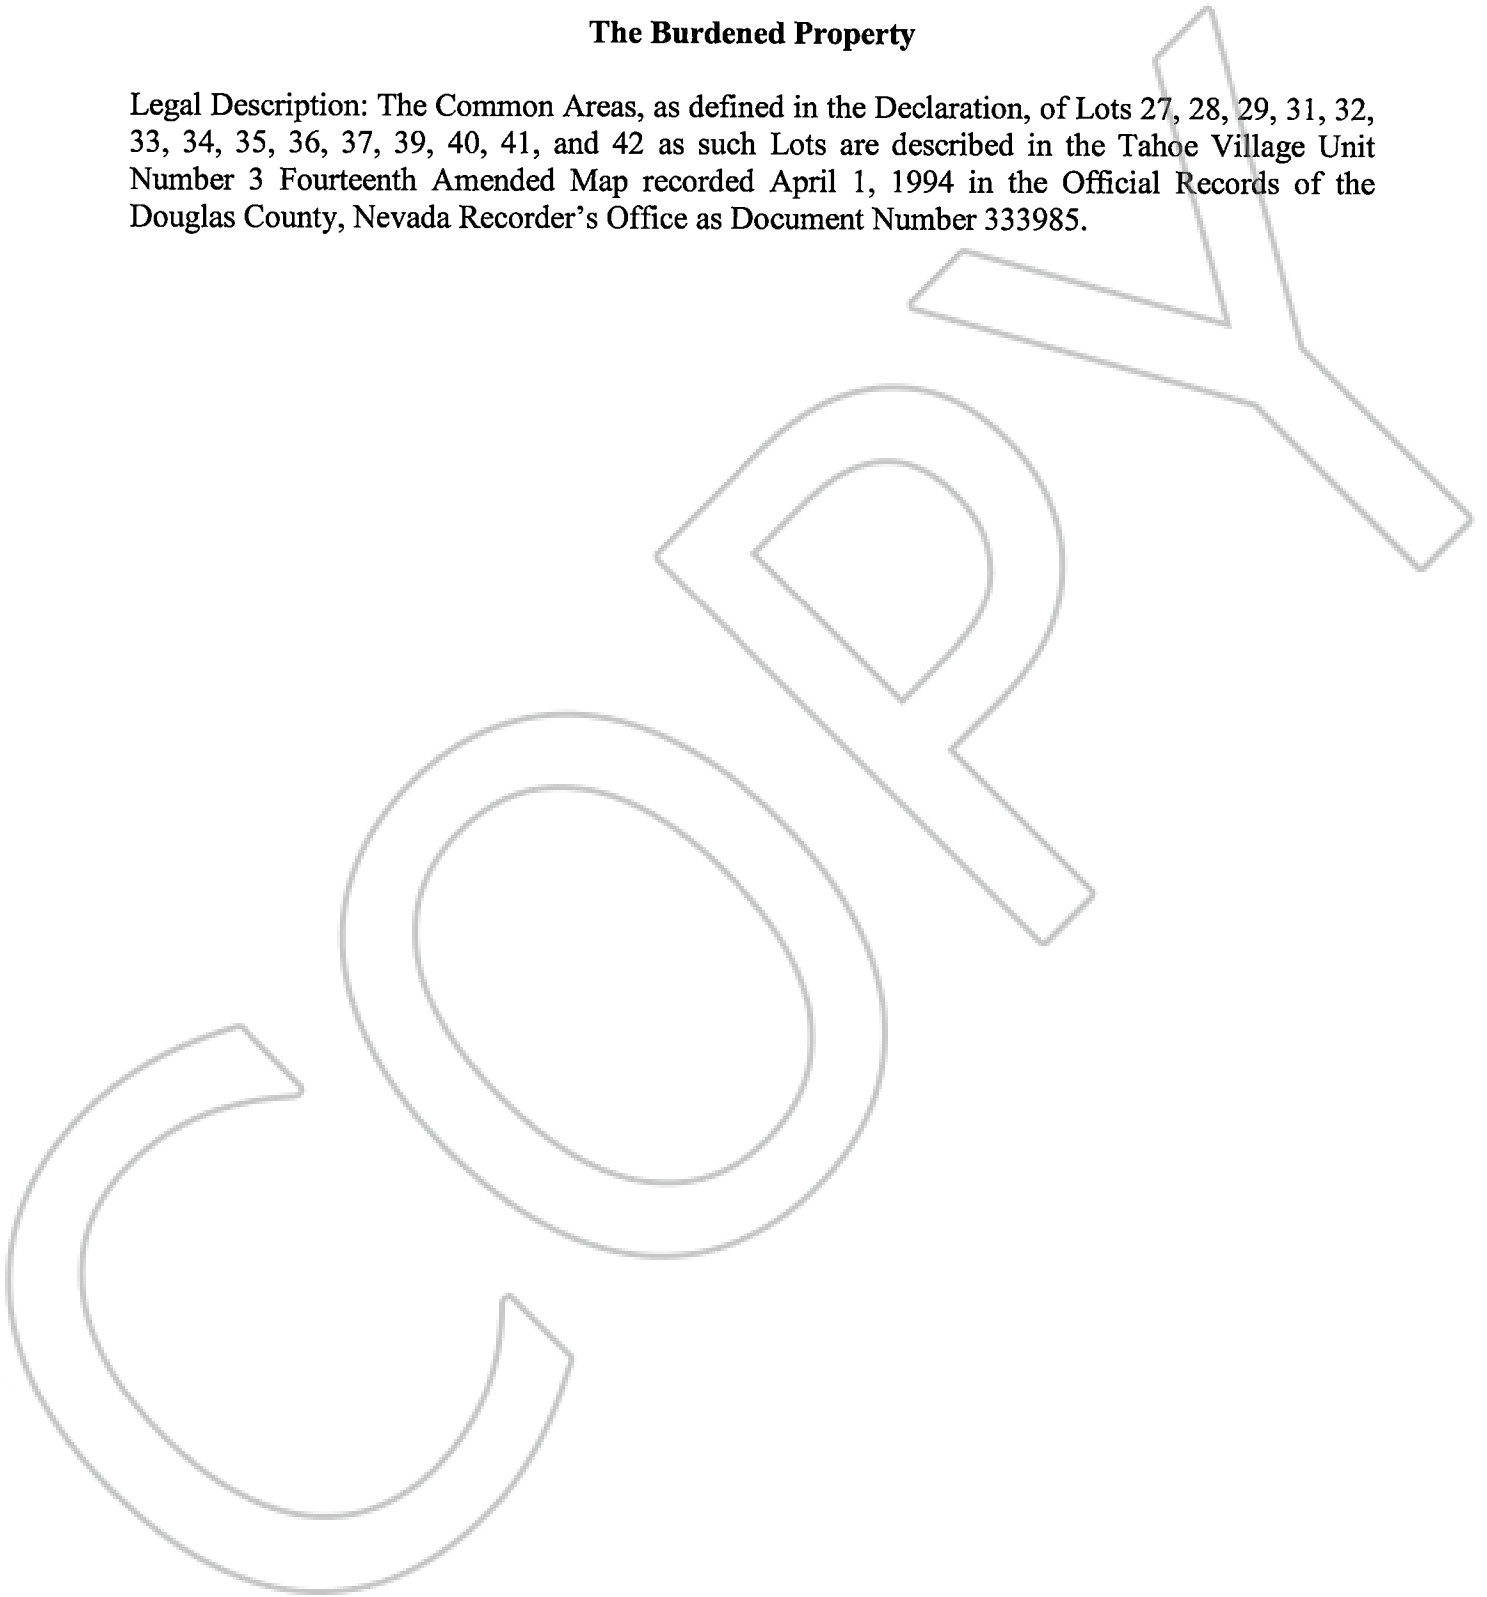 The Burdened Property
Legal Description: The Common Areas, as defined in the Declaration, of Lots 27, 28, 29, 31, 32,
33, 34, 35, 36, 37, 39, 40, 41, and 42 as such Lots are described in the Tahoe Village Unit
Number 3 Fourteenth Amended Map recorded April 1, 1994 in the Official Records of the
Douglas County, Nevada Recorder’s Office as Document Number 333985.
COPY